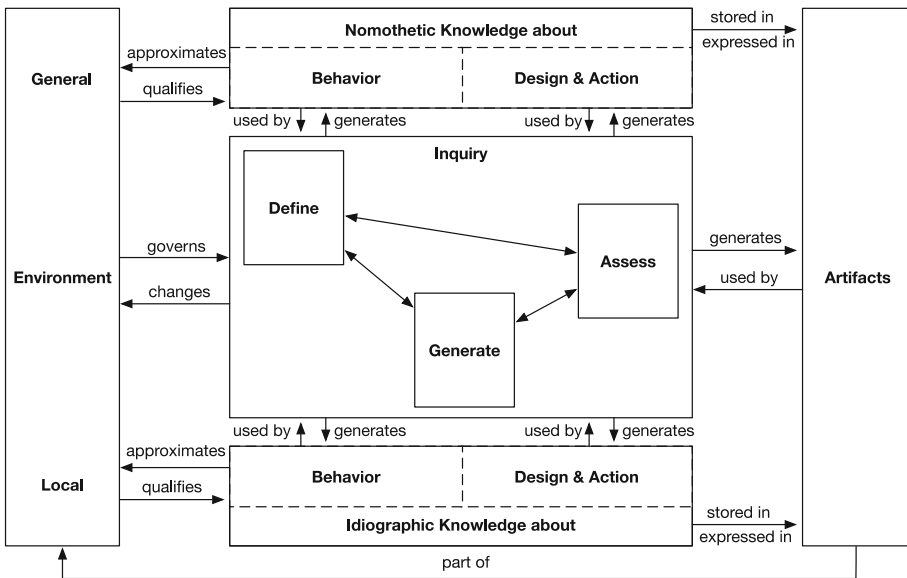 Nomothetic Knowledge about
stored in
expressed in
approximates
General
Behavior
Design & Action
qualifies
used by
generates
used by
generates
Inquiry
Define
governs
generates
Assess
Environment
Artifacts
changes
used by
Generate
used by
generates
used by
generates
approximates
Behavior
Design & Action
Local
qualifies
stored in
Idiographic Knowledge about
expressed in
part of